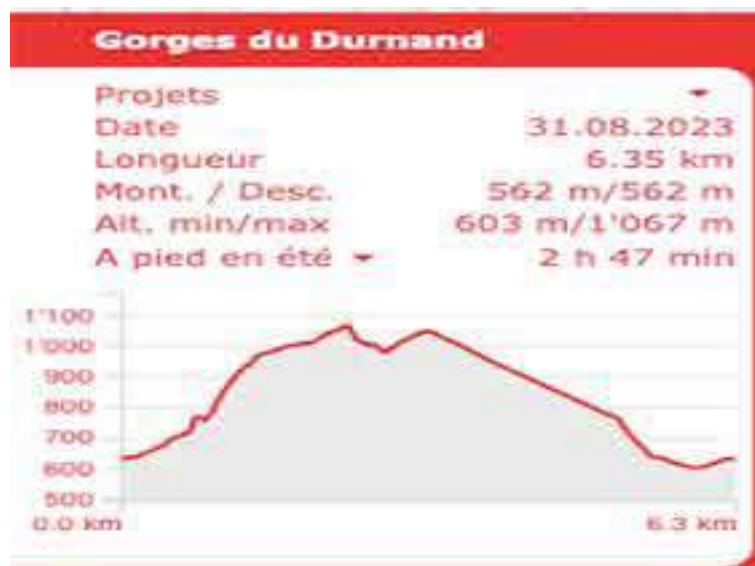 Gorges du Durnand
Projets
Date 31.08.2023
Longueur 6.35 km
Mont. / Desc. 562 m/562 m
Alt. min/max 603 m/1'067 m
A pied en été 2 h 47 min
1'100
1'000
900
800
700
600
500
0.0 km 6.3 km